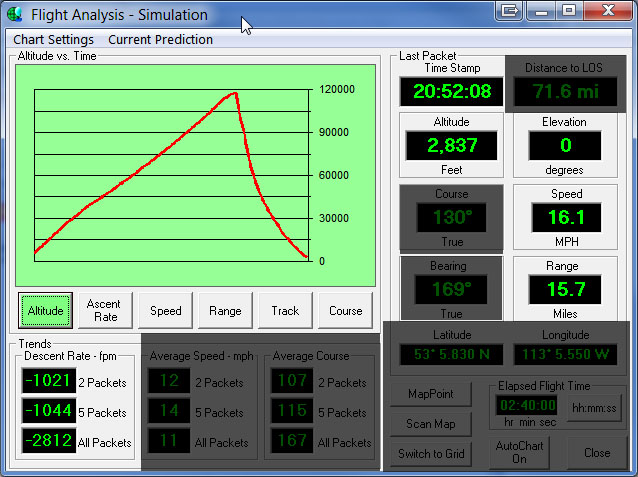 Flight Analysis - Simulation
Chart Settings Current Prediction
Altitude vs. Time
120000
90000
60000
30000
0
Altitude
Ascent Rate
Speed
Range
Track
Course
Trends
Descent Rate - fpm
-1021 2 Packets
-1044 5 Packets
-2812 All Packets
Average Speed - mph
12 2 Packets
14 5 Packets
11 All Packets
Average Course
107 2 Packets
115 5 Packets
167 All Packets
Last Packet
Time Stamp
20:52:08
Distance to LOS
71.6 mi
Altitude
2,837
Feet
Elevation
0
degrees
Course
130°
True
Speed
16.1
MPH
Bearing
169°
True
Range
15.7
Miles
Latitude
53° 5.830 N
Longitude
113° 5.550 W
MapPoint
Scan Map
Switch to Grid
Elapsed Flight Time
02:40:00
hr min sec
hh:mm:ss
AutoChart
On
Close